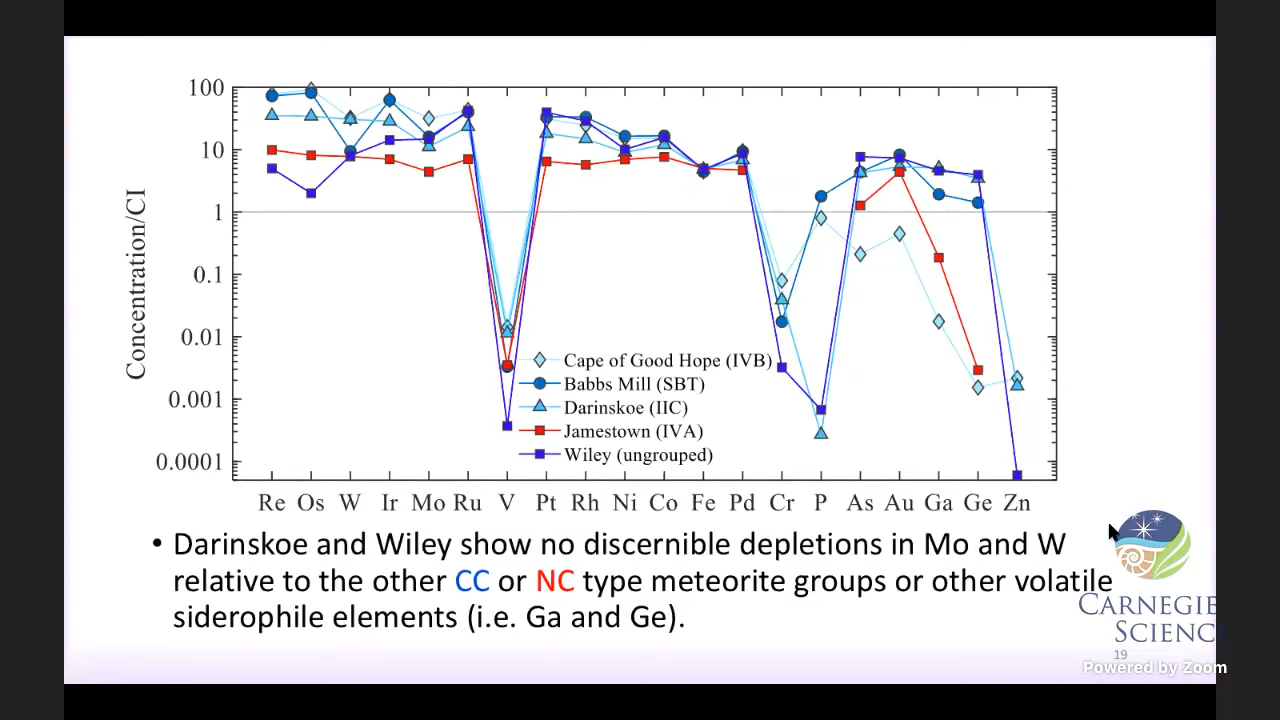 100
10
1
0.1
0.01
0.001
0.0001
Concentration/CI
Cape of Good Hope (IVB)
Babbs Mill (SBT)
Darinskoe (IIC)
Jamestown (IVA)
Wiley (ungrouped)
Re Os W Ir Mo Ru V Pt Rh Ni Co Fe Pd Cr P As Au Ga Ge Zn
• Darinskoe and Wiley show no discernible depletions in Mo and W
relative to the other CC or NC type meteorite groups or other volatile
siderophile elements (i.e. Ga and Ge).
CARNEGIE
SCIENC
19
Powered by Zoom